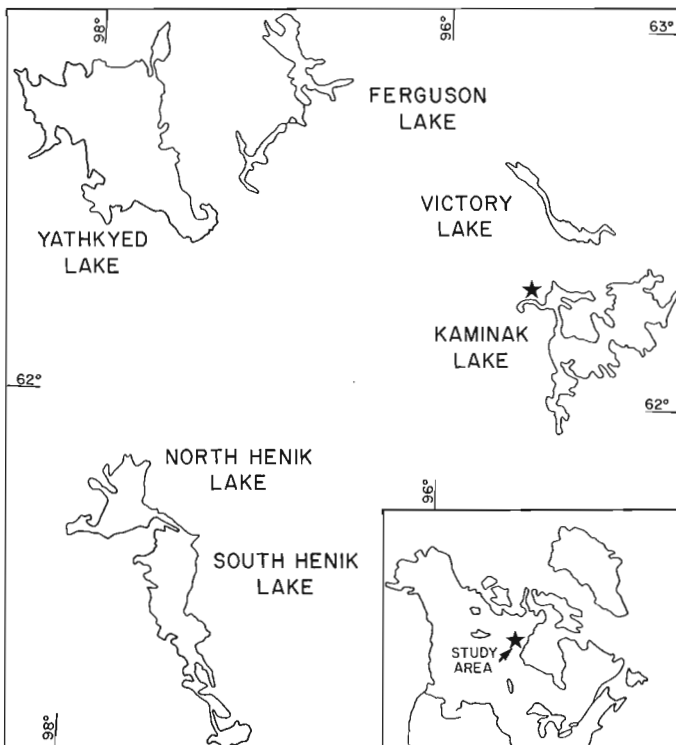 98°
96°
63°
FERGUSON
LAKE
VICTORY
LAKE
YATHKYED
LAKE
KAMINAK
LAKE
62°
62°
NORTH HENIK
LAKE
96°
SOUTH HENIK
LAKE
STUDY
AREA
98°